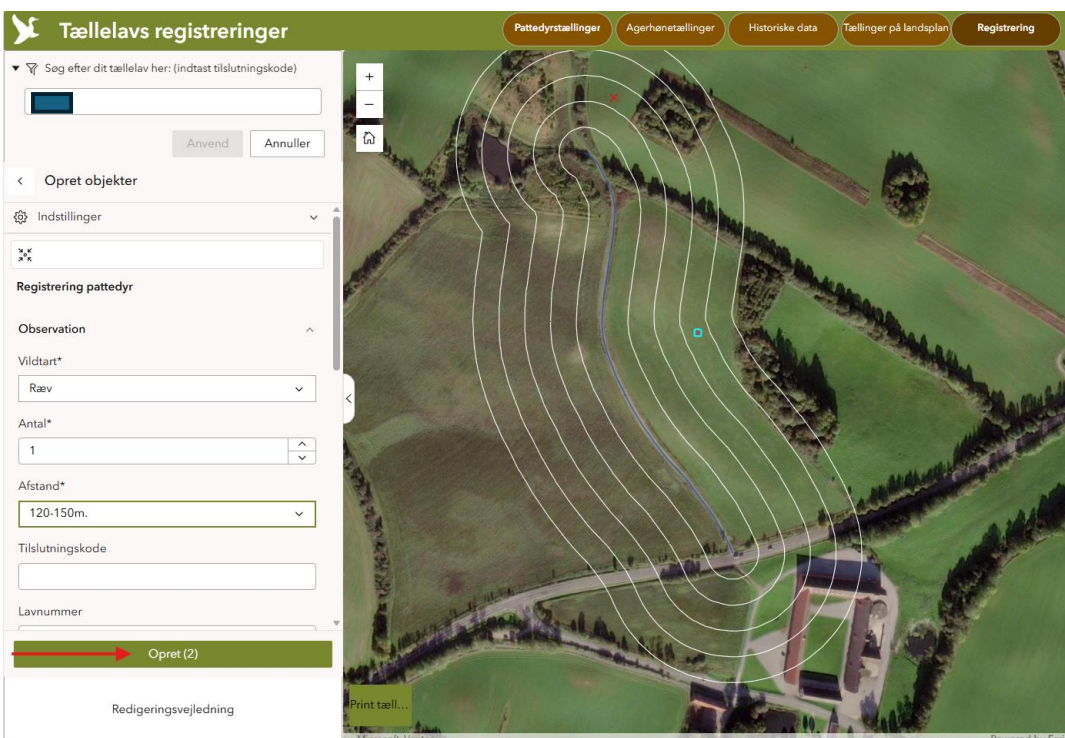 Tællelavs registreringer
Pattedyrstællinger
Agerhønetællinger
Historiske data
Tællinger på landsplan
Registrering
Søg efter dit tællelav her: (indtast tilslutningskode)
Anvend
Annuller
Opret objekter
Indstillinger
Registrering pattedyr
Observation
Vildtart*
Ræv
Antal*
1
Afstand*
120-150m.
Tilslutningskode
Lavnummer
Opret (2)
Redigeringsvejledning
+
−
Print tæll...